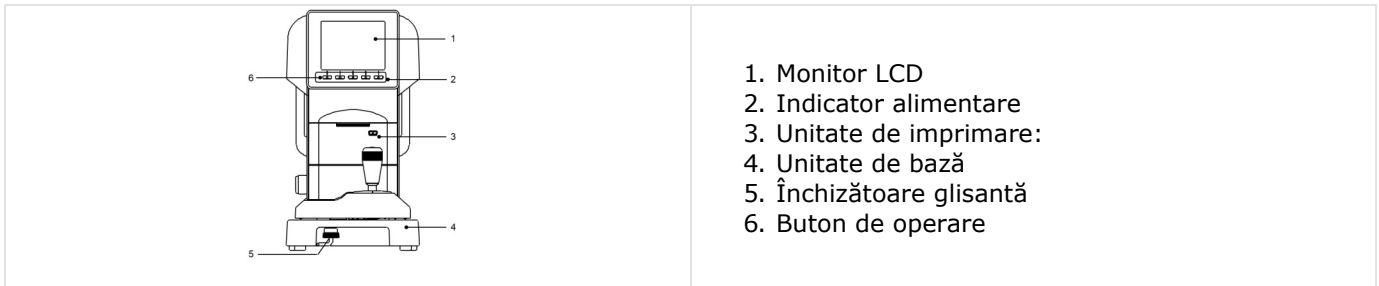 1
6
2
3
4
5
1. Monitor LCD
2. Indicator alimentare
3. Unitate de imprimare:
4. Unitate de bază
5. Închizătoare glisantă
6. Buton de operare